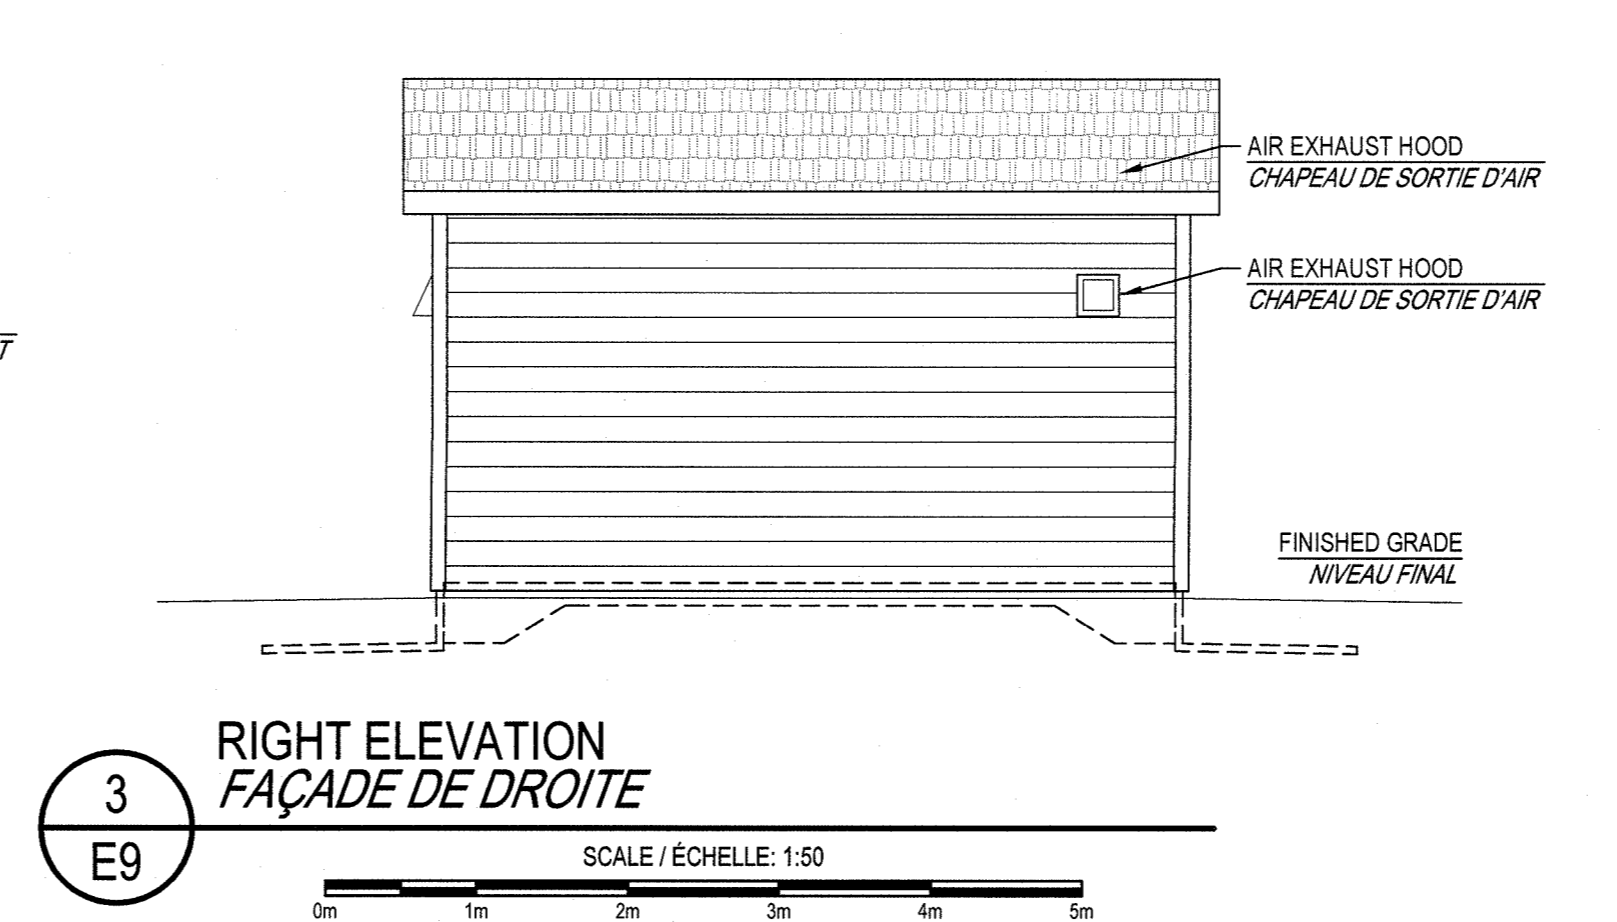 AIR EXHAUST HOOD
CHAPEAU DE SORTIE D'AIR
AIR EXHAUST HOOD
CHAPEAU DE SORTIE D'AIR
T
FINISHED GRADE
NIVEAU FINAL
RIGHT ELEVATION
FAÇADE DE DROITE
3
E9
SCALE / ÉCHELLE: 1:50
0m 1m 2m 3m 4m 5m